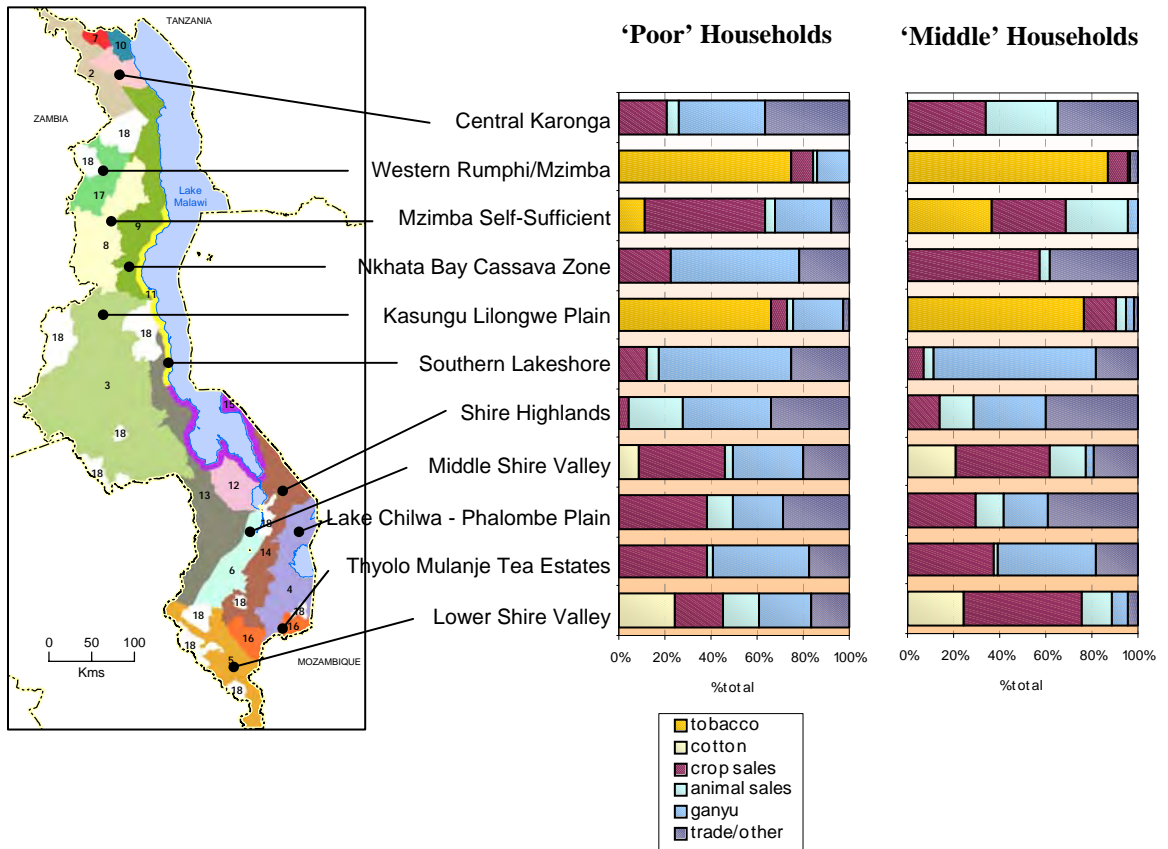 TANZANIA
7
10
2
ZAMBIA
18
18
17
Lake
Malawi
9
8
11
18
18
3
15
18
18
13
12
18
14
6
4
18
18
18
16
16
18
5
18
0 50 100
Kms
MOZAMBIQUE
‘Poor’ Households
‘Middle’ Households
Central Karonga
Western Rumphi/Mzimba
Mzimba Self-Sufficient
Nkhata Bay Cassava Zone
Kasungu Lilongwe Plain
Southern Lakeshore
Shire Highlands
Middle Shire Valley
Lake Chilwa - Phalombe Plain
Thyolo Mulanje Tea Estates
Lower Shire Valley
0% 20% 40% 60% 80% 100%
%total
0% 20% 40% 60% 80% 100%
%total
tobacco
cotton
crop sales
animal sales
ganyu
trade/other